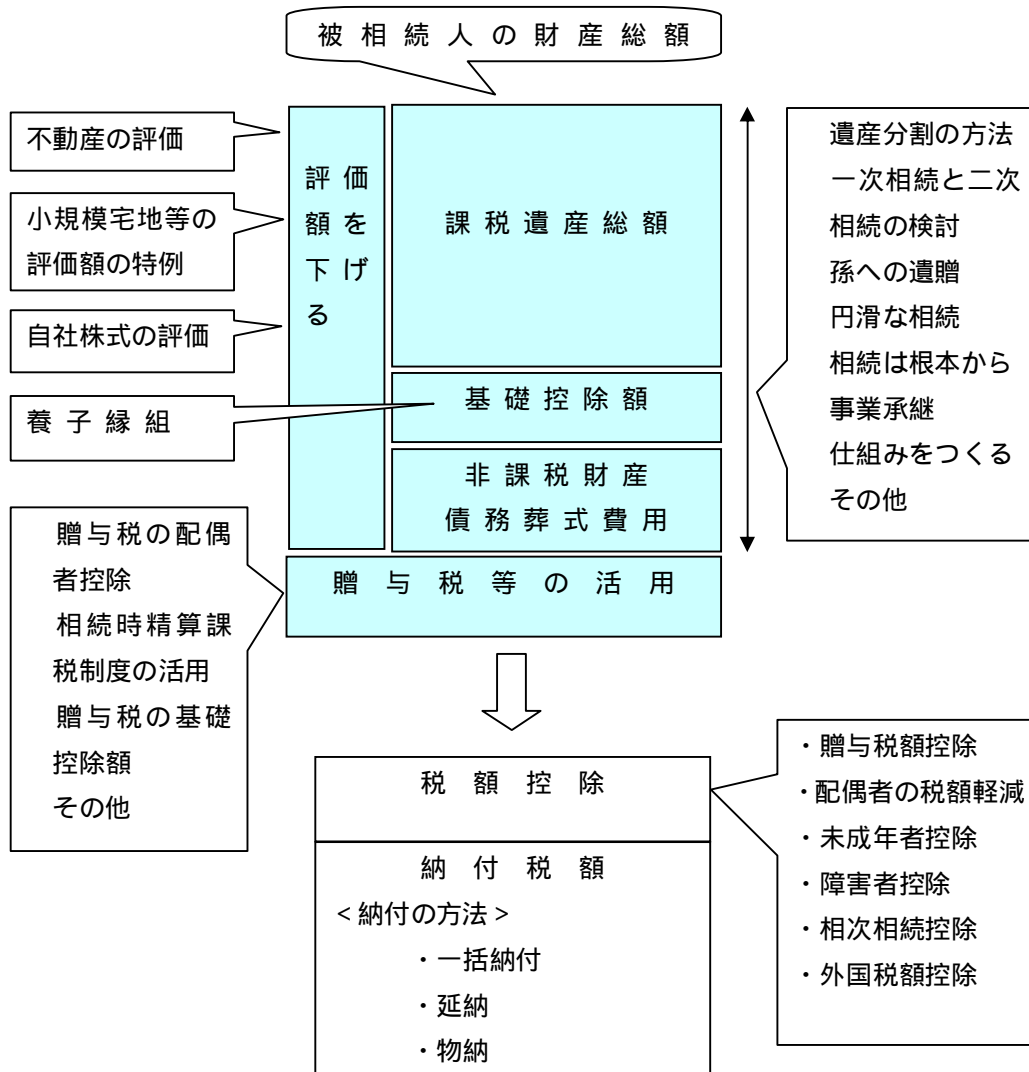 被相続人の財産総額
不動産の評価
小規模宅地等の
評価額の特例
自社株式の評価
養子縁組
評価
額を
下げ
る
課税遺産総額
基礎控除額
非課税財産
債務葬式費用
贈与税等の活用
遺産分割の方法
一次相続と二次
相続の検討
孫への遺贈
円滑な相続
相続は根本から
事業承継
仕組みをつくる
その他
贈与税の配偶
者控除
相続時精算課
税制度の活用
贈与税の基礎
控除額
その他
税額控除
納付税額
<納付の方法>
・一括納付
・延納
・物納
・贈与税額控除
・配偶者の税額軽減
・未成年者控除
・障害者控除
・相次相続控除
・外国税額控除